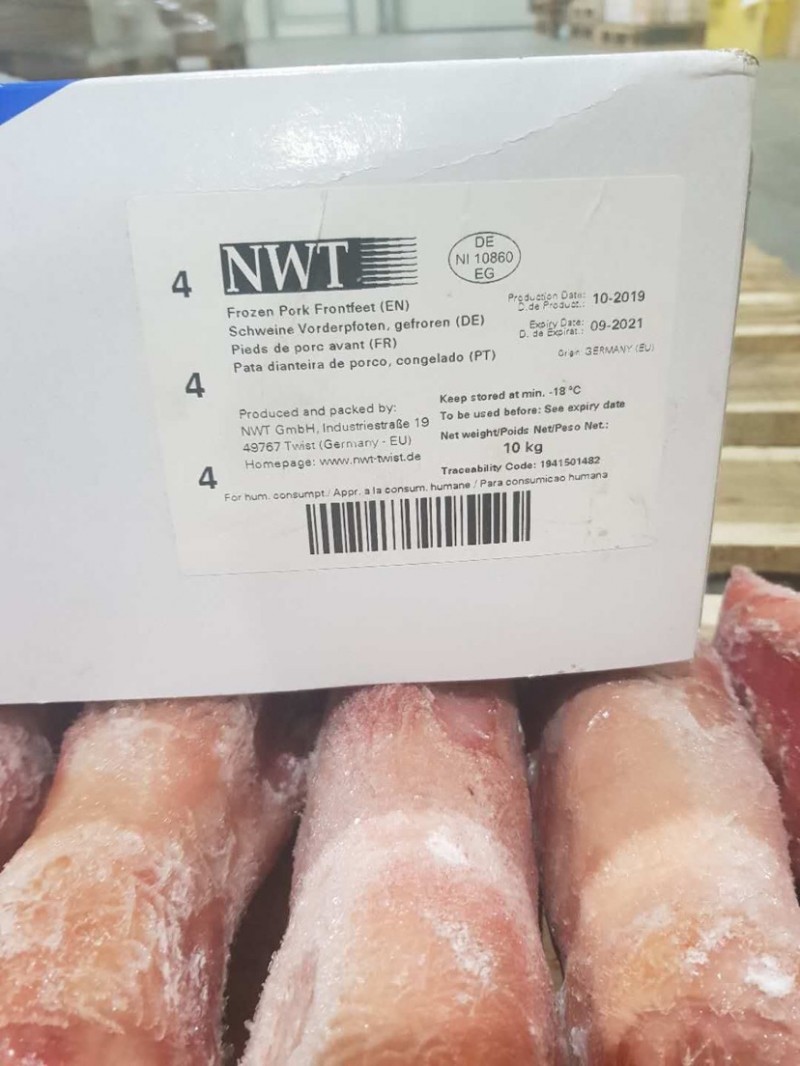 4
NWT
DE
NI 10860
EG
Frozen Pork Frontfeet (EN)
Schweine Vorderpfoten, gefroren (DE)
Pieds de porc avant (FR)
Pata dianteira de porco, congelado (PT)
Production Date:
D.de Product.: 10-2019
Expiry Date:
D. de Expirat.: 09-2021
Origin GERMANY (EU)
4
Produced and packed by:
NWT GmbH, Industriestraße 19
49767 Twist (Germany - EU)
Homepage: www.nwt-twist.de
Keep stored at min. -18 °C
To be used before: See expiry date
Net weight/Poids Net/Peso Net.:
10 kg
Traceability Code: 1941501482
4
For hum. consumpt./ Appr. a la consum. humane / Para consumicao humana